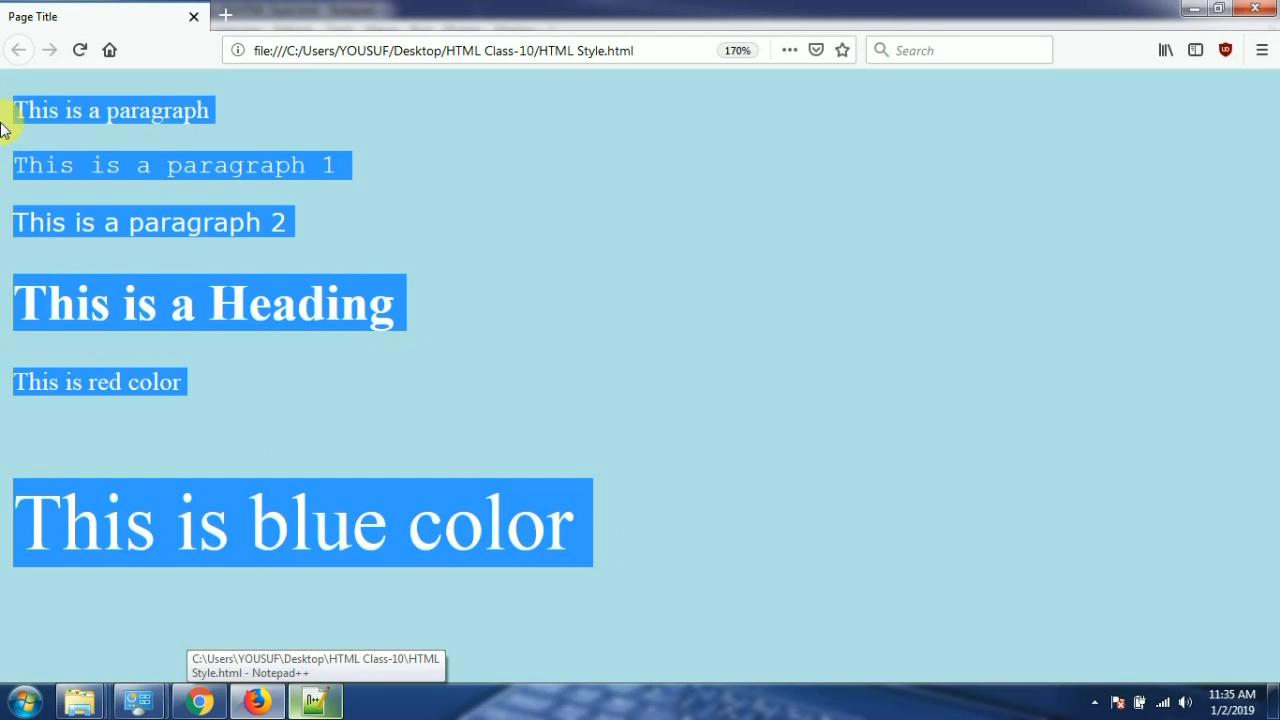 Page Title
file:///C:/Users/YOUSUF/Desktop/HTML Class-10/HTML Style.html
170%
Search
This is a paragraph
This is a paragraph 1
This is a paragraph 2
This is a Heading
This is red color
This is blue color
C:\Users\YOUSUF\Desktop\HTML Class-10\HTML
Style.html - Notepad++
11:35 AM
1/2/2019